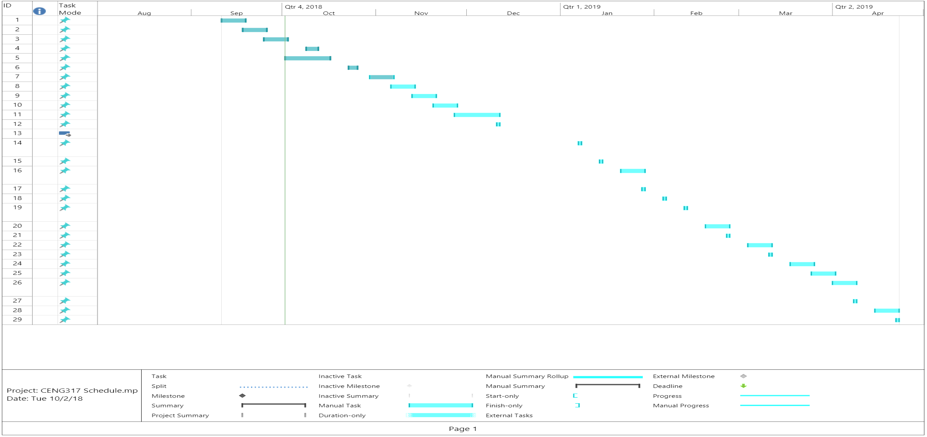 ID Task Mode Qtr 4, 2018 Qtr 1, 2019 Qtr 2, 2019
Aug Sep Oct Nov Dec Jan Feb Mar Apr
1
2
3
4
5
6
7
8
9
10
11
12
13
14
15
16
17
18
19
20
21
22
23
24
25
26
27
28
29
Project: CENG317 Schedule.mp
Date: Tue 10/2/18
Task
Split
Milestone
Summary
Project Summary
Inactive Task
Inactive Milestone
Inactive Summary
Manual Task
Duration-only
Manual Summary Rollup
Manual Summary
Start-only
Finish-only
External Tasks
External Milestone
Deadline
Progress
Manual Progress
Page 1